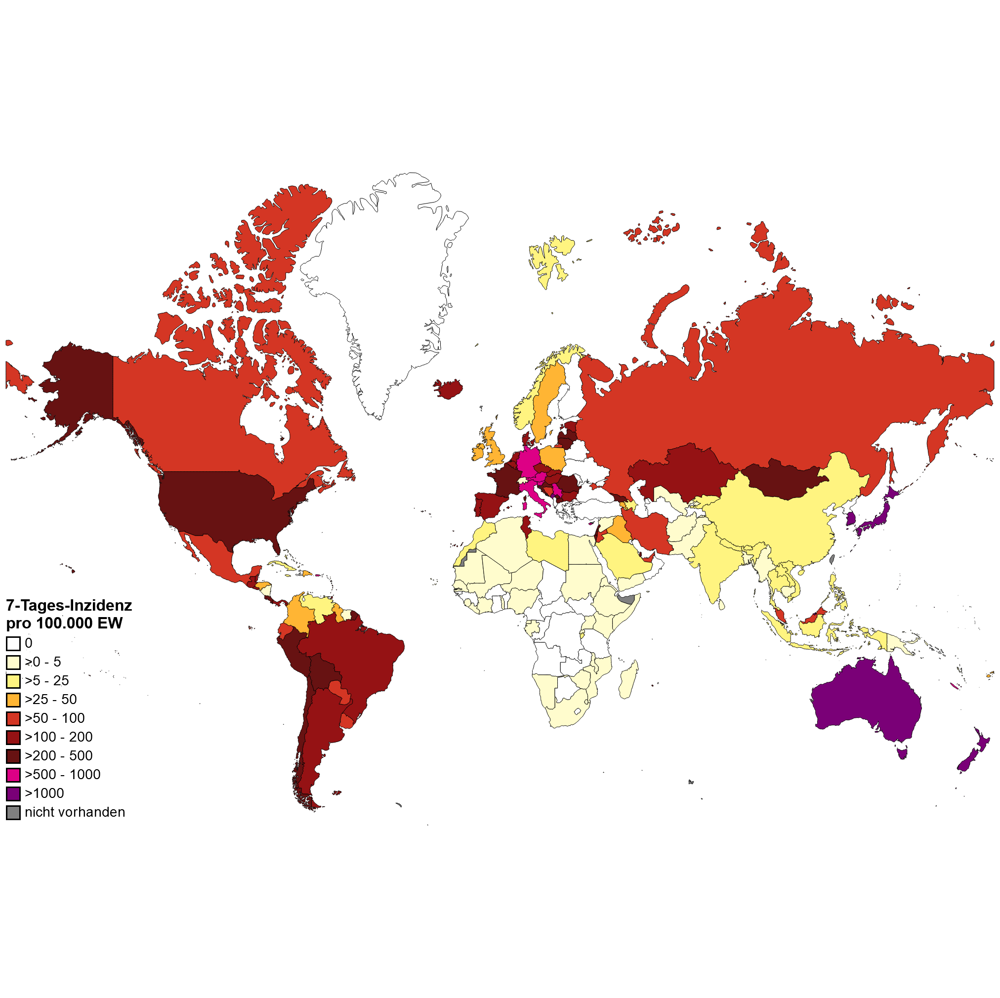 7-Tages-Inzidenz
pro 100.000 EW
0
>0 - 5
>5 - 25
>25 - 50
>50 - 100
>100 - 200
>200 - 500
>500 - 1000
>1000
nicht vorhanden